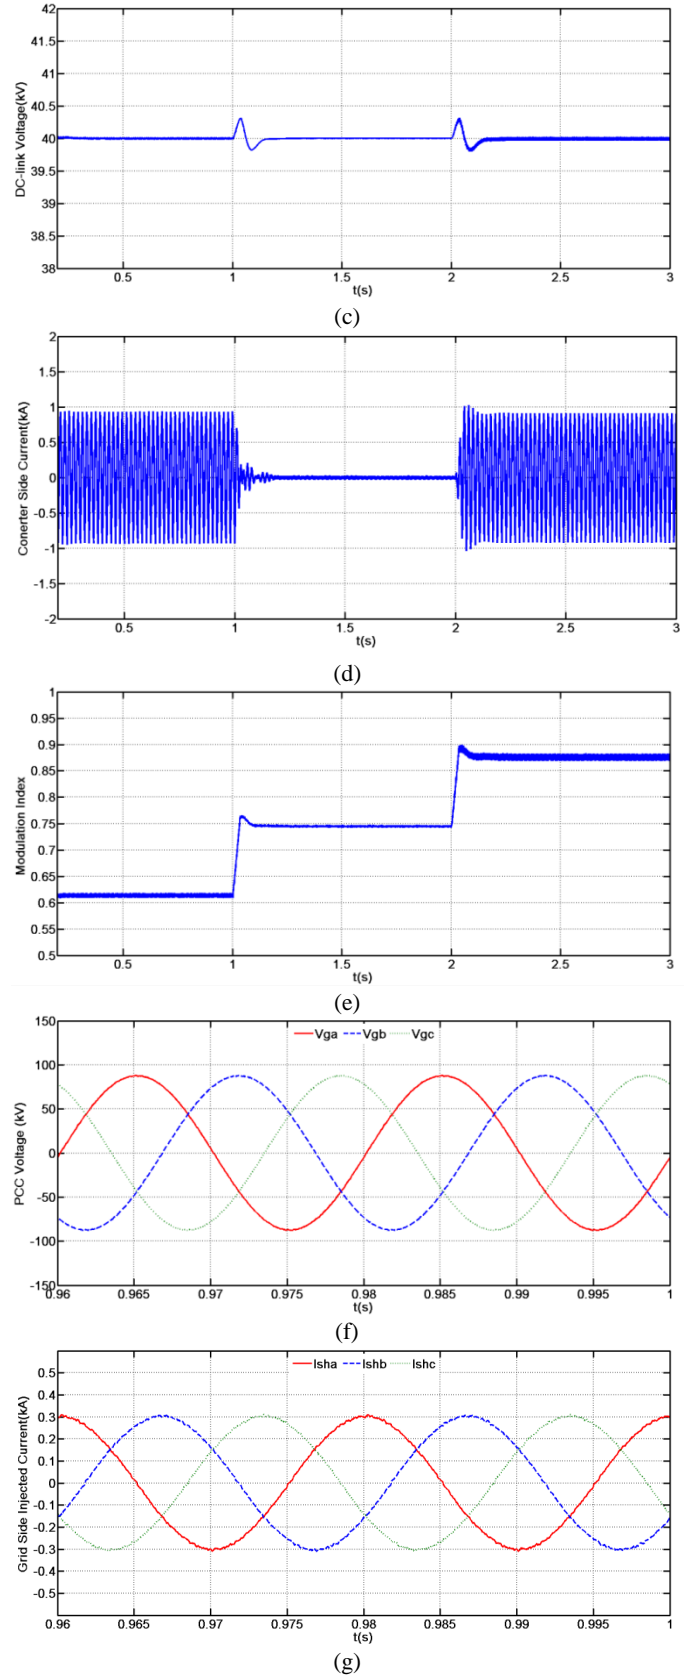 42
41.5
41
40.5
40
39.5
39
38.5
38
DC-link Voltage(kV)
0.5 1 1.5 2 2.5 3
t(s)
(c)
2
1.5
1
0.5
0
-0.5
-1
-1.5
-2
Conerter Side Current(kA)
0.5 1 1.5 2 2.5 3
t(s)
(d)
1
0.95
0.9
0.85
0.8
0.75
0.7
0.65
0.6
0.55
0.5
Modulation Index
0.5 1 1.5 2 2.5 3
t(s)
(e)
Vga Vgb Vgc
150
100
50
0
-50
-100
-150
PCC Voltage (kV)
0.96 0.965 0.97 0.975 0.98 0.985 0.99 0.995 1
t(s)
(f)
Isha Ishb Ishc
0.5
0.4
0.3
0.2
0.1
0
-0.1
-0.2
-0.3
-0.4
-0.5
Grid Side Injected Current(kA)
0.96 0.965 0.97 0.975 0.98 0.985 0.99 0.995 1
t(s)
(g)